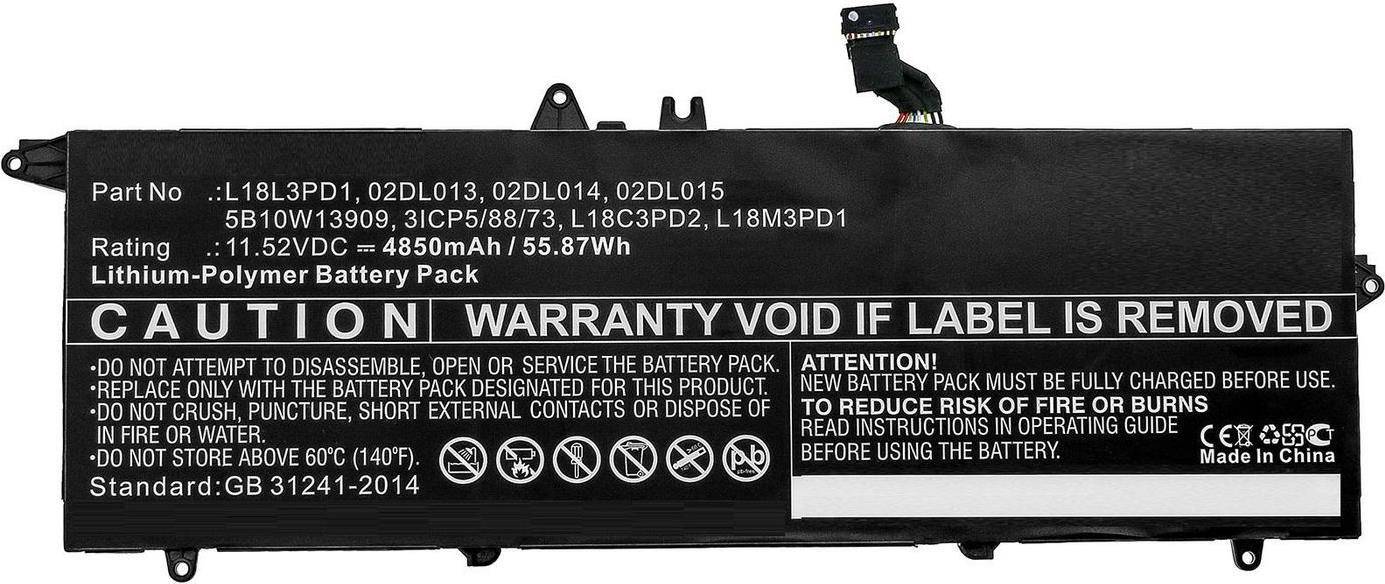 Part No .:L18L3PD1, 02DL013, 02DL014, 02DL015
5B10W13909, 3ICP5/88/73, L18C3PD2, L18M3PD1
Rating .:11.52VDC ⎓ 4850mAh / 55.87Wh
Lithium-Polymer Battery Pack
CAUTION
WARRANTY VOID IF LABEL IS REMOVED
•DO NOT ATTEMPT TO DISASSEMBLE, OPEN OR SERVICE THE BATTERY PACK.
•REPLACE ONLY WITH THE BATTERY PACK DESIGNATED FOR THIS PRODUCT.
•DO NOT CRUSH, PUNCTURE, SHORT EXTERNAL CONTACTS OR DISPOSE OF
IN FIRE OR WATER.
•DO NOT STORE ABOVE 60ºC (140ºF).
Standard:GB 31241-2014
pb
pb-free
ATTENTION!
NEW BATTERY PACK MUST BE FULLY CHARGED BEFORE USE.
TO REDUCE RISK OF FIRE OR BURNS
READ INSTRUCTIONS IN OPERATING GUIDE
BEFORE USING THE BATTERY.
CE
Made In China